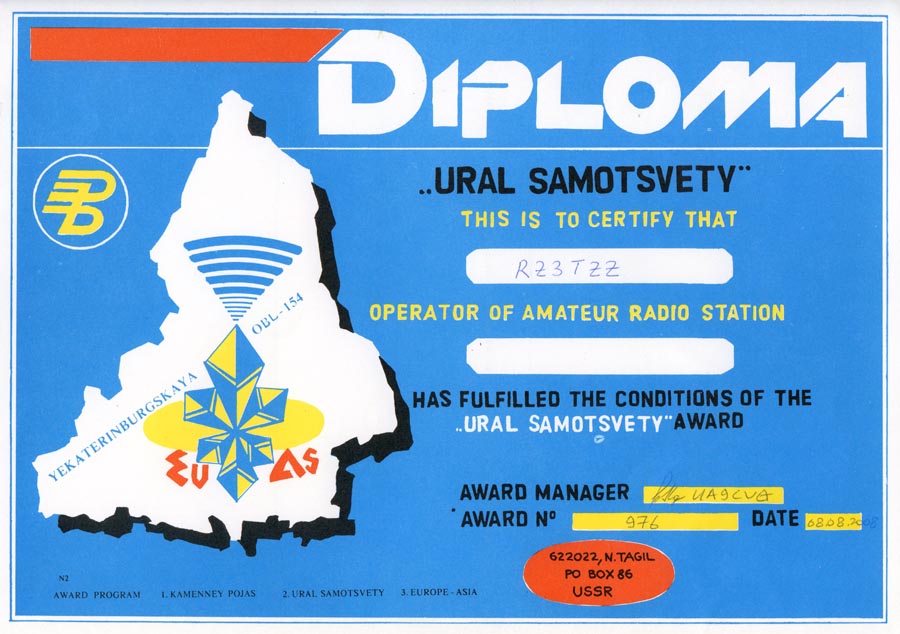 DIPLOMA
„URAL SAMOTSVETY"
THIS IS TO CERTIFY THAT
RZ3TZZ
OPERATOR OF AMATEUR RADIO STATION
HAS FULFILLED THE CONDITIONS OF THE
„URAL SAMOTSVETY" AWARD
YEKATERINBURGSKAYA OBL-154
EU AS
AWARD MANAGER UA9CVQ
AWARD Nº 976 DATE 08.08.2008
622022, N.TAGIL
PO BOX 86
USSR
N2
AWARD PROGRAM 1. KAMENNEY POJAS 2. URAL SAMOTSVETY 3. EUROPE - ASIA